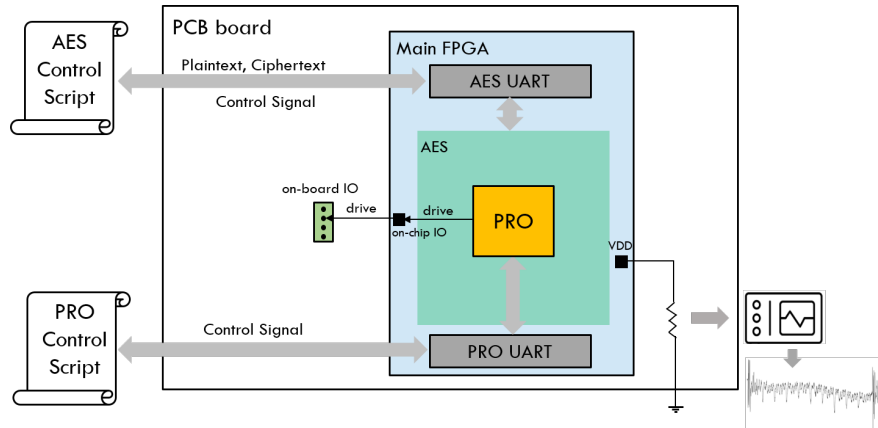 PCB board
AES
Control
Script
Plaintext, Ciphertext
Control Signal
Main FPGA
AES UART
AES
on-board IO
drive
drive
on-chip IO
PRO
VDD
PRO
Control
Script
Control Signal
PRO UART